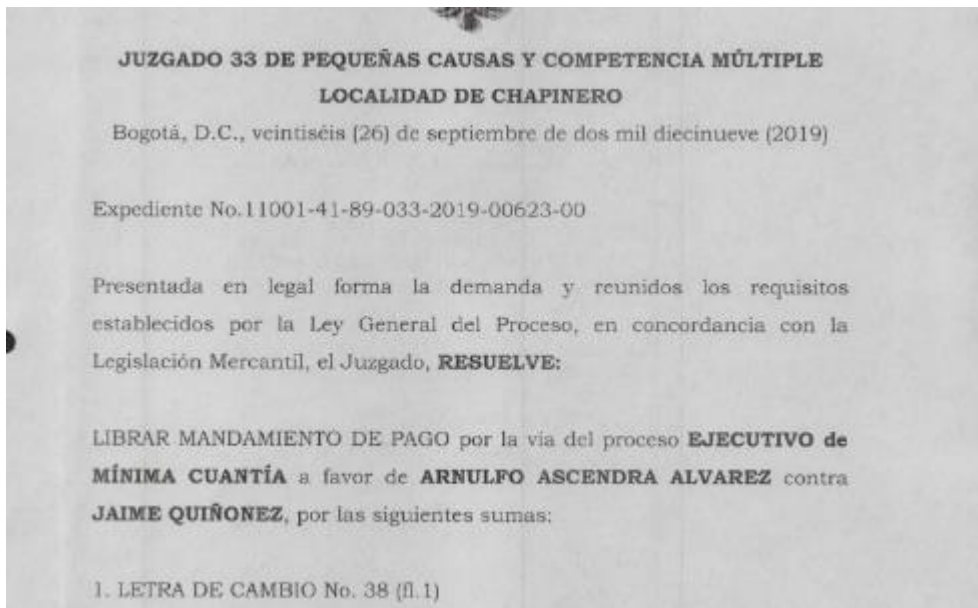 JUZGADO 33 DE PEQUEÑAS CAUSAS Y COMPETENCIA MÚLTIPLE
LOCALIDAD DE CHAPINERO
Bogotá, D.C., veintiséis (26) de septiembre de dos mil diecinueve (2019)
Expediente No.11001-41-89-033-2019-00623-00
Presentada en legal forma la demanda y reunidos los requisitos
establecidos por la Ley General del Proceso, en concordancia con la
Legislación Mercantil, el Juzgado, RESUELVE:
LIBRAR MANDAMIENTO DE PAGO por la vía del proceso EJECUTIVO de
MÍNIMA CUANTÍA a favor de ARNULFO ASCENDRA ALVAREZ contra
JAIME QUIÑONEZ, por las siguientes sumas:
1. LETRA DE CAMBIO No. 38 (fl.1)